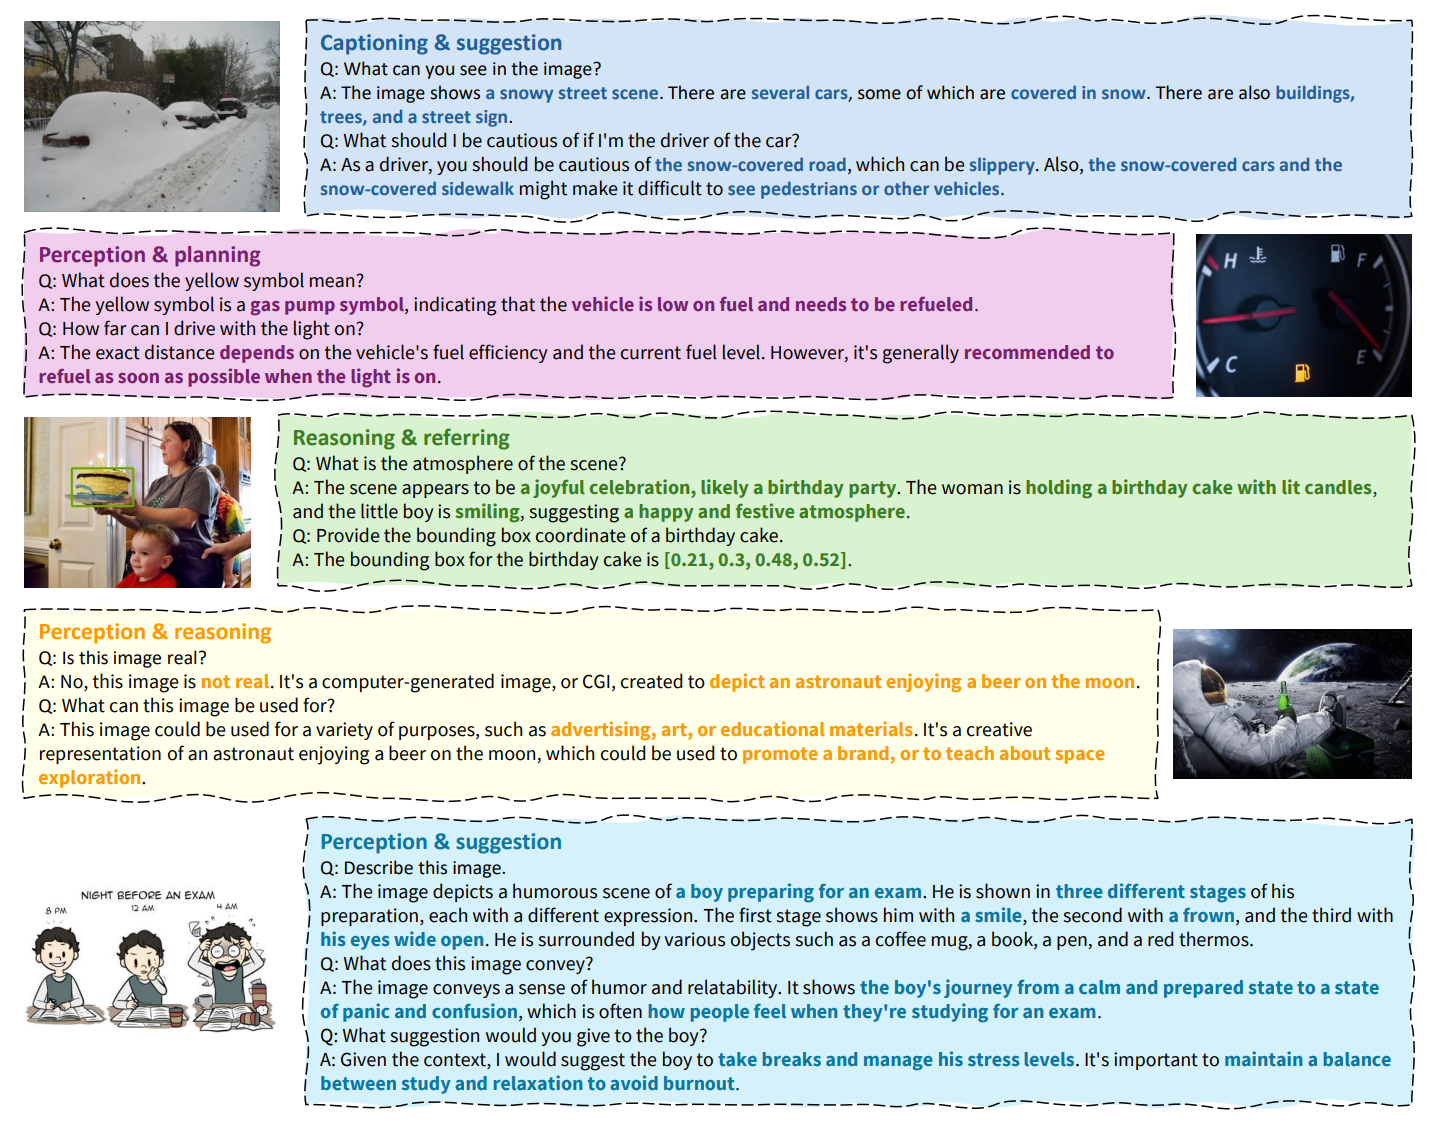 Captioning & suggestion
Q: What can you see in the image?
A: The image shows a snowy street scene. There are several cars, some of which are covered in snow. There are also buildings,
trees, and a street sign.
Q: What should I be cautious of if I'm the driver of the car?
A: As a driver, you should be cautious of the snow-covered road, which can be slippery. Also, the snow-covered cars and the
snow-covered sidewalk might make it difficult to see pedestrians or other vehicles.
Perception & planning
Q: What does the yellow symbol mean?
A: The yellow symbol is a gas pump symbol, indicating that the vehicle is low on fuel and needs to be refueled.
Q: How far can I drive with the light on?
A: The exact distance depends on the vehicle's fuel efficiency and the current fuel level. However, it's generally recommended to
refuel as soon as possible when the light is on.
H
F
C
E
Reasoning & referring
Q: What is the atmosphere of the scene?
A: The scene appears to be a joyful celebration, likely a birthday party. The woman is holding a birthday cake with lit candles,
and the little boy is smiling, suggesting a happy and festive atmosphere.
Q: Provide the bounding box coordinate of a birthday cake.
A: The bounding box for the birthday cake is [0.21, 0.3, 0.48, 0.52].
Perception & reasoning
Q: Is this image real?
A: No, this image is not real. It's a computer-generated image, or CGI, created to depict an astronaut enjoying a beer on the moon.
Q: What can this image be used for?
A: This image could be used for a variety of purposes, such as advertising, art, or educational materials. It's a creative
representation of an astronaut enjoying a beer on the moon, which could be used to promote a brand, or to teach about space
exploration.
NIGHT BEFORE AN EXAM
8 PM
12 AM
4 AM
Perception & suggestion
Q: Describe this image.
A: The image depicts a humorous scene of a boy preparing for an exam. He is shown in three different stages of his
preparation, each with a different expression. The first stage shows him with a smile, the second with a frown, and the third with
his eyes wide open. He is surrounded by various objects such as a coffee mug, a book, a pen, and a red thermos.
Q: What does this image convey?
A: The image conveys a sense of humor and relatability. It shows the boy's journey from a calm and prepared state to a state
of panic and confusion, which is often how people feel when they're studying for an exam.
Q: What suggestion would you give to the boy?
A: Given the context, I would suggest the boy to take breaks and manage his stress levels. It's important to maintain a balance
between study and relaxation to avoid burnout.